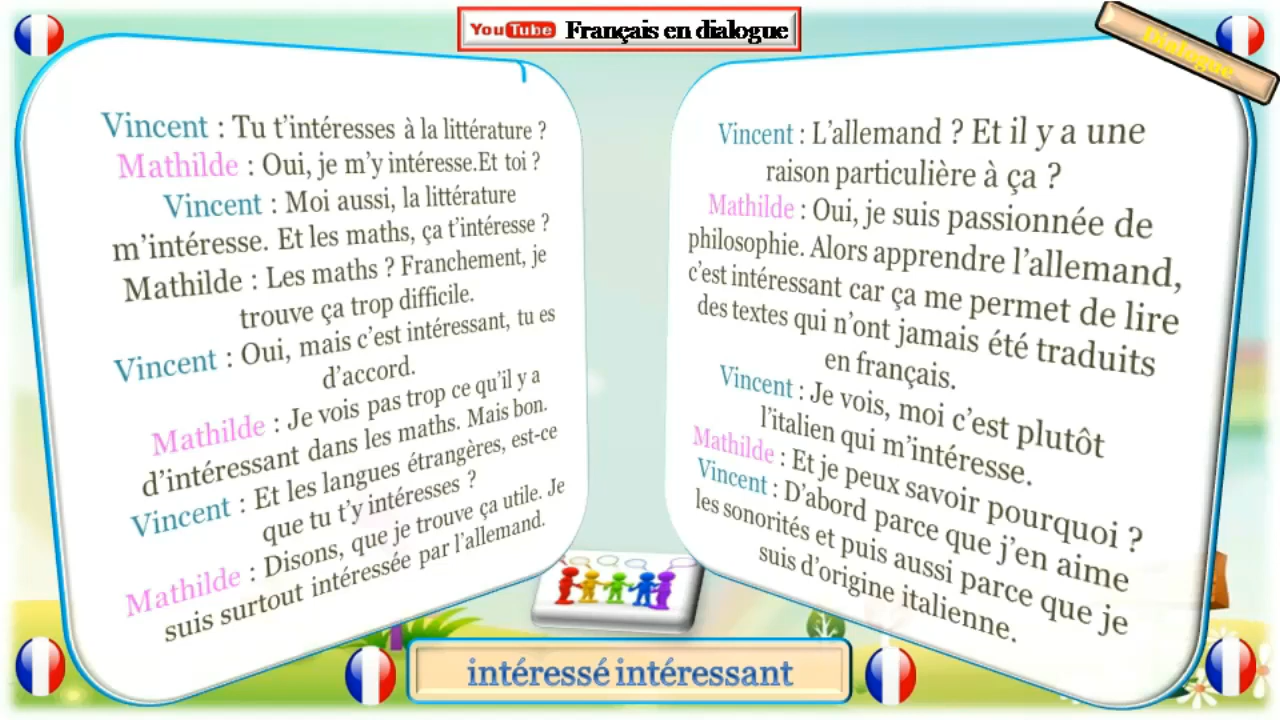 YouTube Français en dialogue
Dialogue
Vincent : Tu t'intéresses à la littérature ?
Mathilde : Oui, je m'y intéresse.Et toi ?
Vincent : Moi aussi, la littérature
m'intéresse. Et les maths, ça t'intéresse ?
Mathilde : Les maths ? Franchement, je
trouve ça trop difficile.
Vincent : Oui, mais c'est intéressant, tu es
d'accord.
Mathilde : Je vois pas trop ce qu'il y a
d'intéressant dans les maths. Mais bon.
Vincent : Et les langues étrangères, est-ce
que tu t'y intéresses ?
Mathilde : Disons, que je trouve ça utile. Je
suis surtout intéressée par l'allemand.
Vincent : L'allemand ? Et il y a une
raison particulière à ça ?
Mathilde : Oui, je suis passionnée de
philosophie. Alors apprendre l'allemand,
c'est intéressant car ça me permet de lire
des textes qui n'ont jamais été traduits
en français.
Vincent : Je vois, moi c'est plutôt
l'italien qui m'intéresse.
Mathilde : Et je peux savoir pourquoi ?
Vincent : D'abord parce que j'en aime
les sonorités et puis aussi parce que je
suis d'origine italienne.
intéressé intéressant